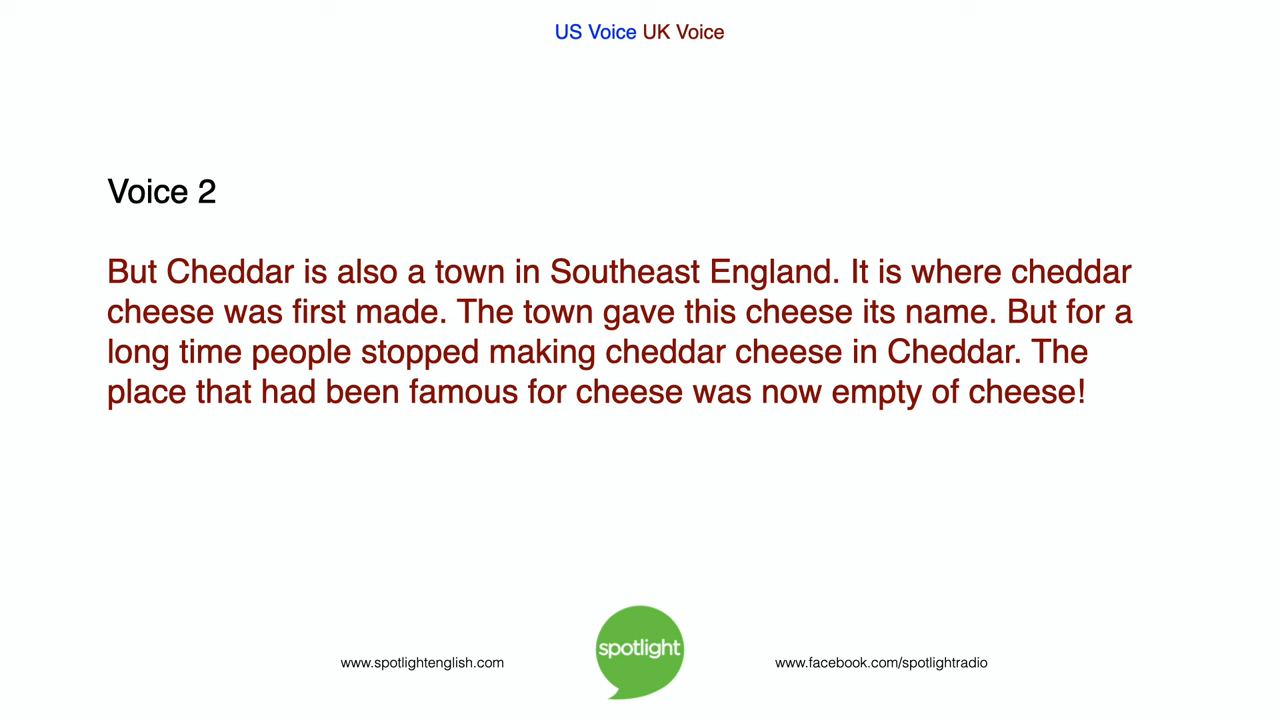 US Voice UK Voice
Voice 2
But Cheddar is also a town in Southeast England. It is where cheddar
cheese was first made. The town gave this cheese its name. But for a
long time people stopped making cheddar cheese in Cheddar. The
place that had been famous for cheese was now empty of cheese!
www.spotlightenglish.com
spotlight
www.facebook.com/spotlightradio